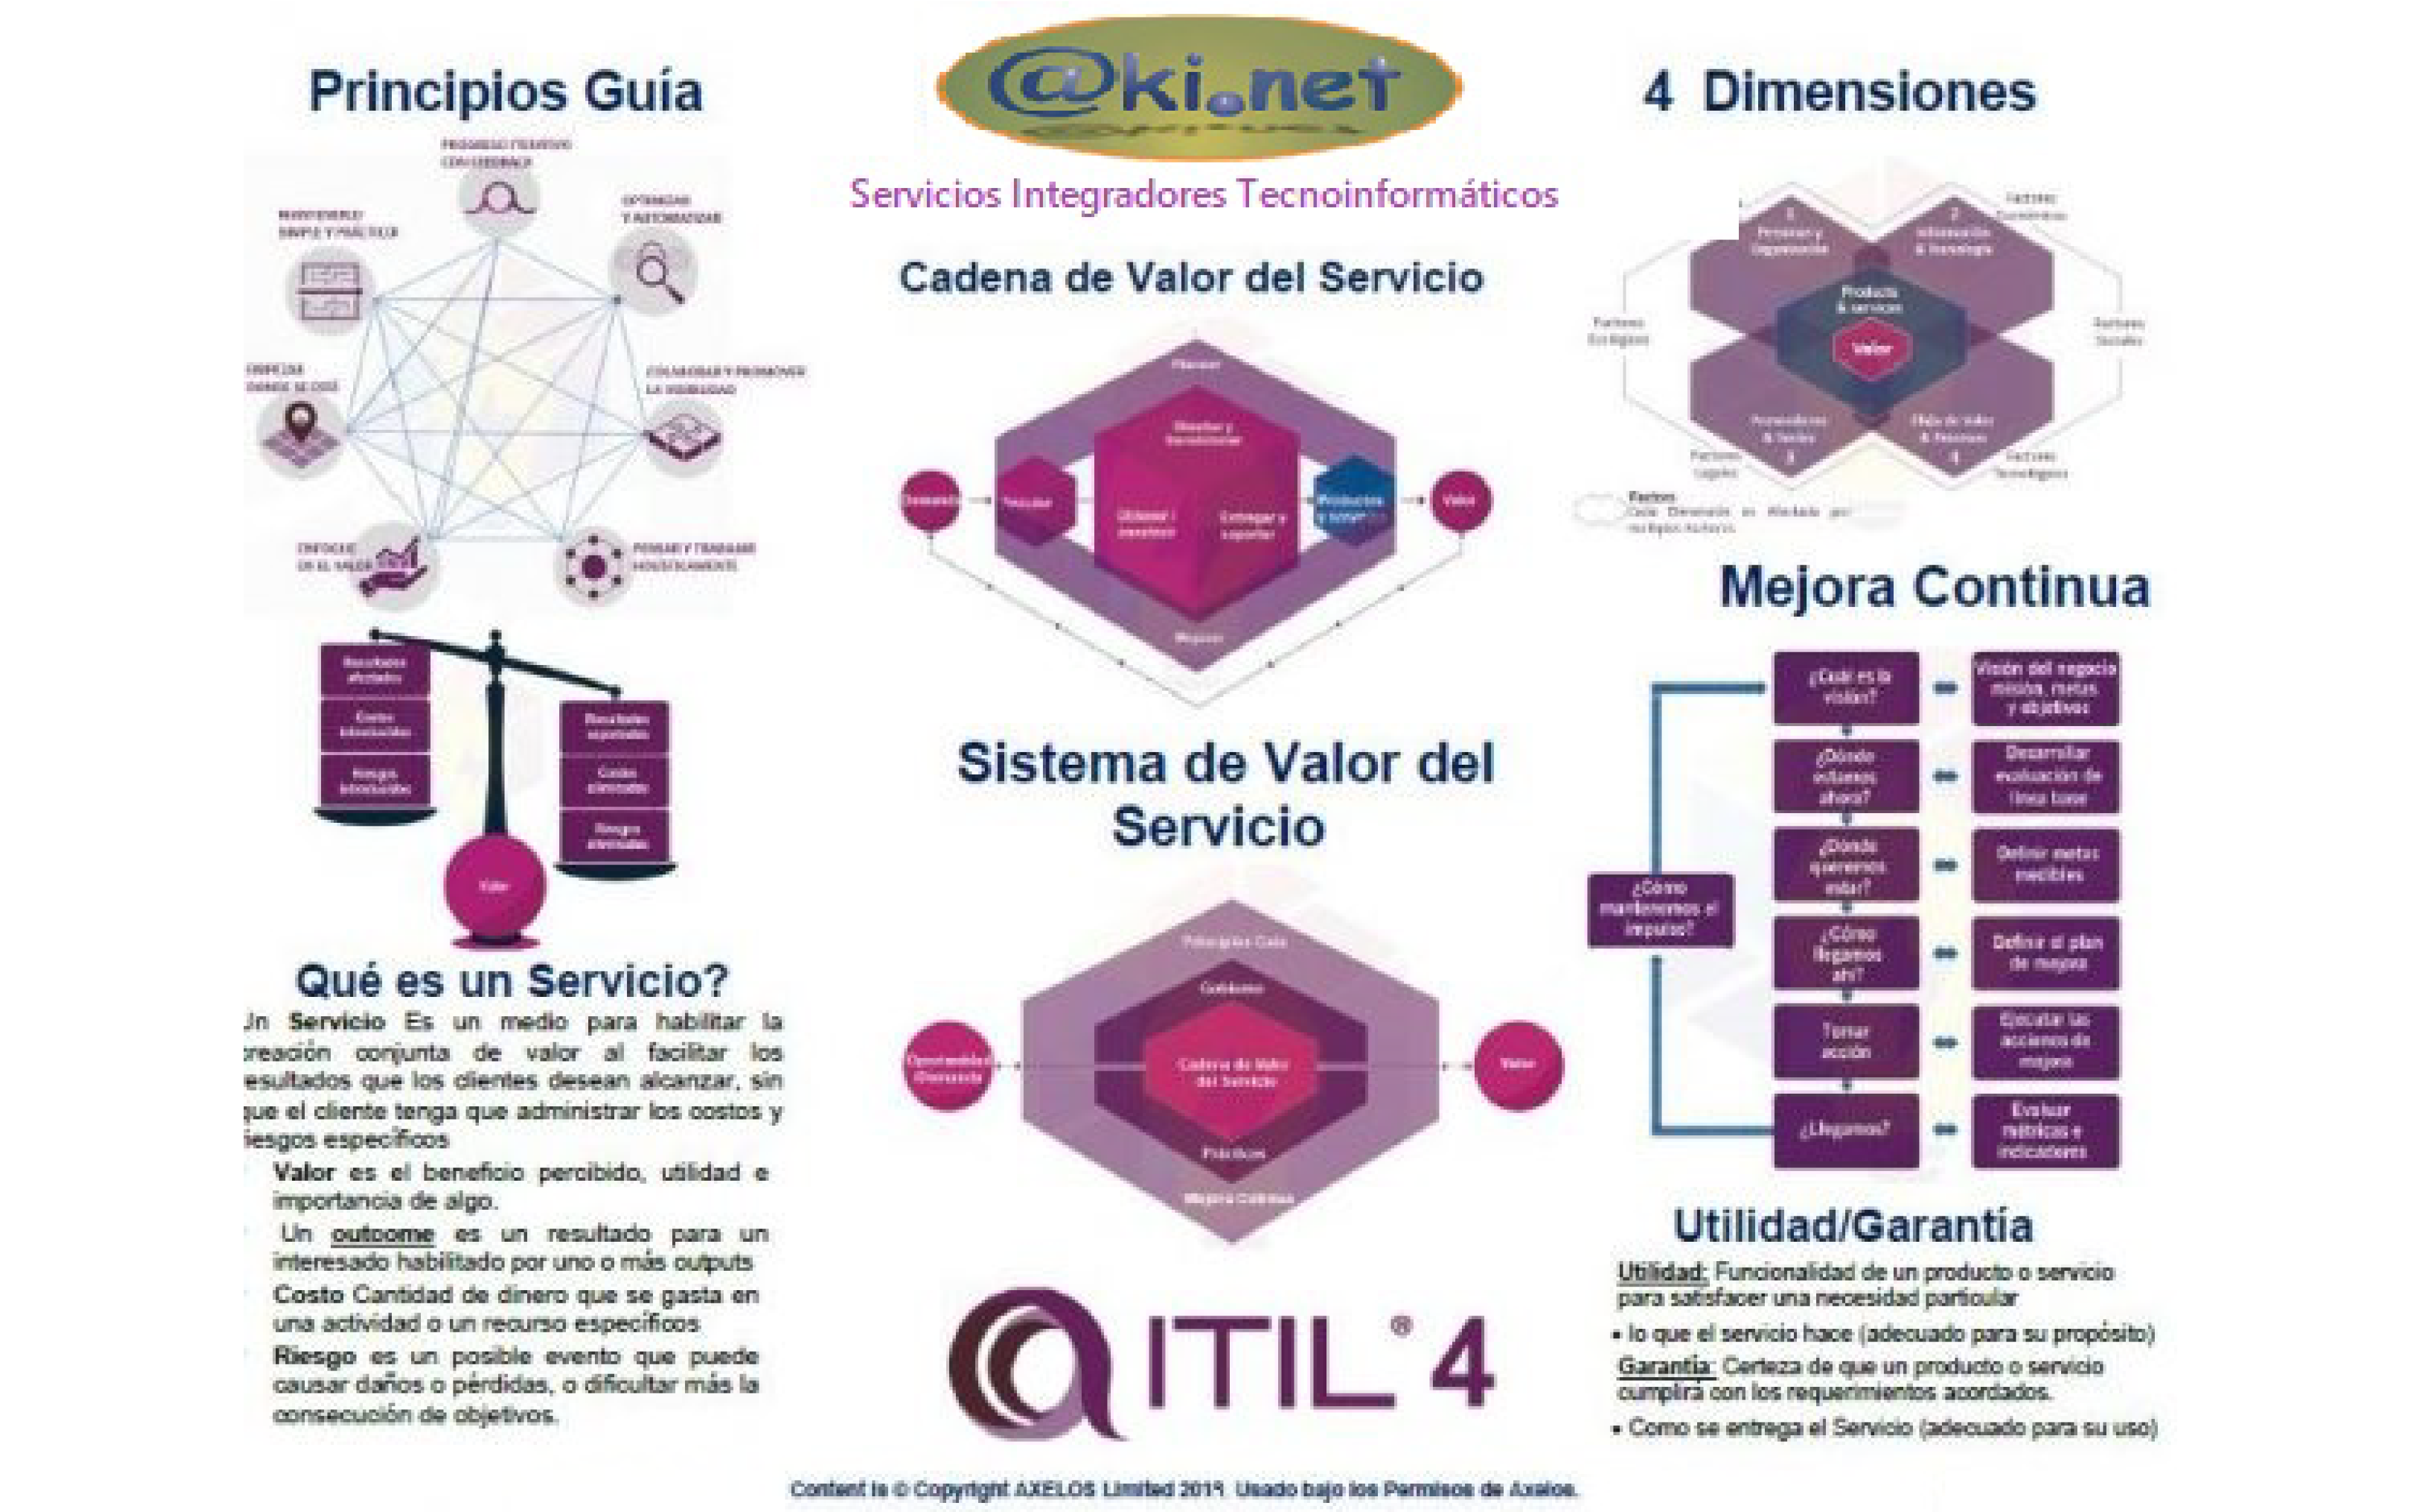 @ki.net
Servicios Integradores Tecnoinformáticos
Principios Guía
PROGRESO ITERATIVO
CON FEEDBACK
OPTIMIZAR
Y AUTOMATIZAR
MANTENERLO
SIMPLE Y PRÁCTICO
COLABORAR Y PROMOVER
LA VISIBILIDAD
EMPEZAR
DONDE SE ESTÉ
ENFOCUE
EN EL VALOR
PENSAR Y TRABAJAR
HOLÍSTICAMENTE
Resultados
afectados
Costos
introducidos
Riesgos
introducidos
Resultados
soportados
Costos
eliminados
Riesgos
eliminados
Valor
Qué es un Servicio?
Un Servicio Es un medio para habilitar la
creación conjunta de valor al facilitar los
esultados que los clientes desean alcanzar, sin
que el cliente tenga que administrar los costos y
iesgos específicos
Valor es el beneficio percibido, utilidad e
importancia de algo.
Un outcome es un resultado para un
interesado habilitado por uno o más outputs
Costo Cantidad de dinero que se gasta en
una actividad o un recurso específicos
Riesgo es un posible evento que puede
causar daños o pérdidas, o dificultar más la
consecución de objetivos.
Cadena de Valor del Servicio
Planear
Diseñar y
transicionar
Demanda
Obtener /
construir
Entregar y
soportar
Productos
y servicios
Valor
Mejorar
Sistema de Valor del
Servicio
Principios Guía
Gobierno
Oportunidad
/Demanda
Cadena de Valor
del Servicio
Valor
Prácticas
Mejora Continua
ITIL® 4
4 Dimensiones
1
Personas y
Organización
2
Información
& Tecnología
Factores
Económicos
Producto
& servicios
Valor
Factores
Ecológicos
Factores
Sociales
Proveedores
& Socios
3
Flujo de Valor
& Procesos
4
Factores
Legales
Factores
Tecnológicos
Factores
Cada Dimensión es Afectada por
múltiples factores
Mejora Continua
¿Cuál es la
visión?
Visión del negocio
misión, metas
y objetivos
¿Dónde
estamos
ahora?
Desarrollar
evaluación de
línea base
¿Dónde
queremos
estar?
Definir metas
medibles
¿Cómo
mantenemos el
impulso?
¿Cómo
llegamos
ahí?
Definir el plan
de mejora
Tomar
acción
Ejecutar las
acciones de
mejora
¿Llegamos?
Evaluar
métricas e
indicadores
Utilidad/Garantía
Utilidad: Funcionalidad de un producto o servicio
para satisfacer una necesidad particular
• lo que el servicio hace (adecuado para su propósito)
Garantía: Certeza de que un producto o servicio
cumplirá con los requerimientos acordados.
• Como se entrega el Servicio (adecuado para su uso)
Content is © Copyright AXELOS Limited 2019. Usado bajo los Permisos de Axelos.